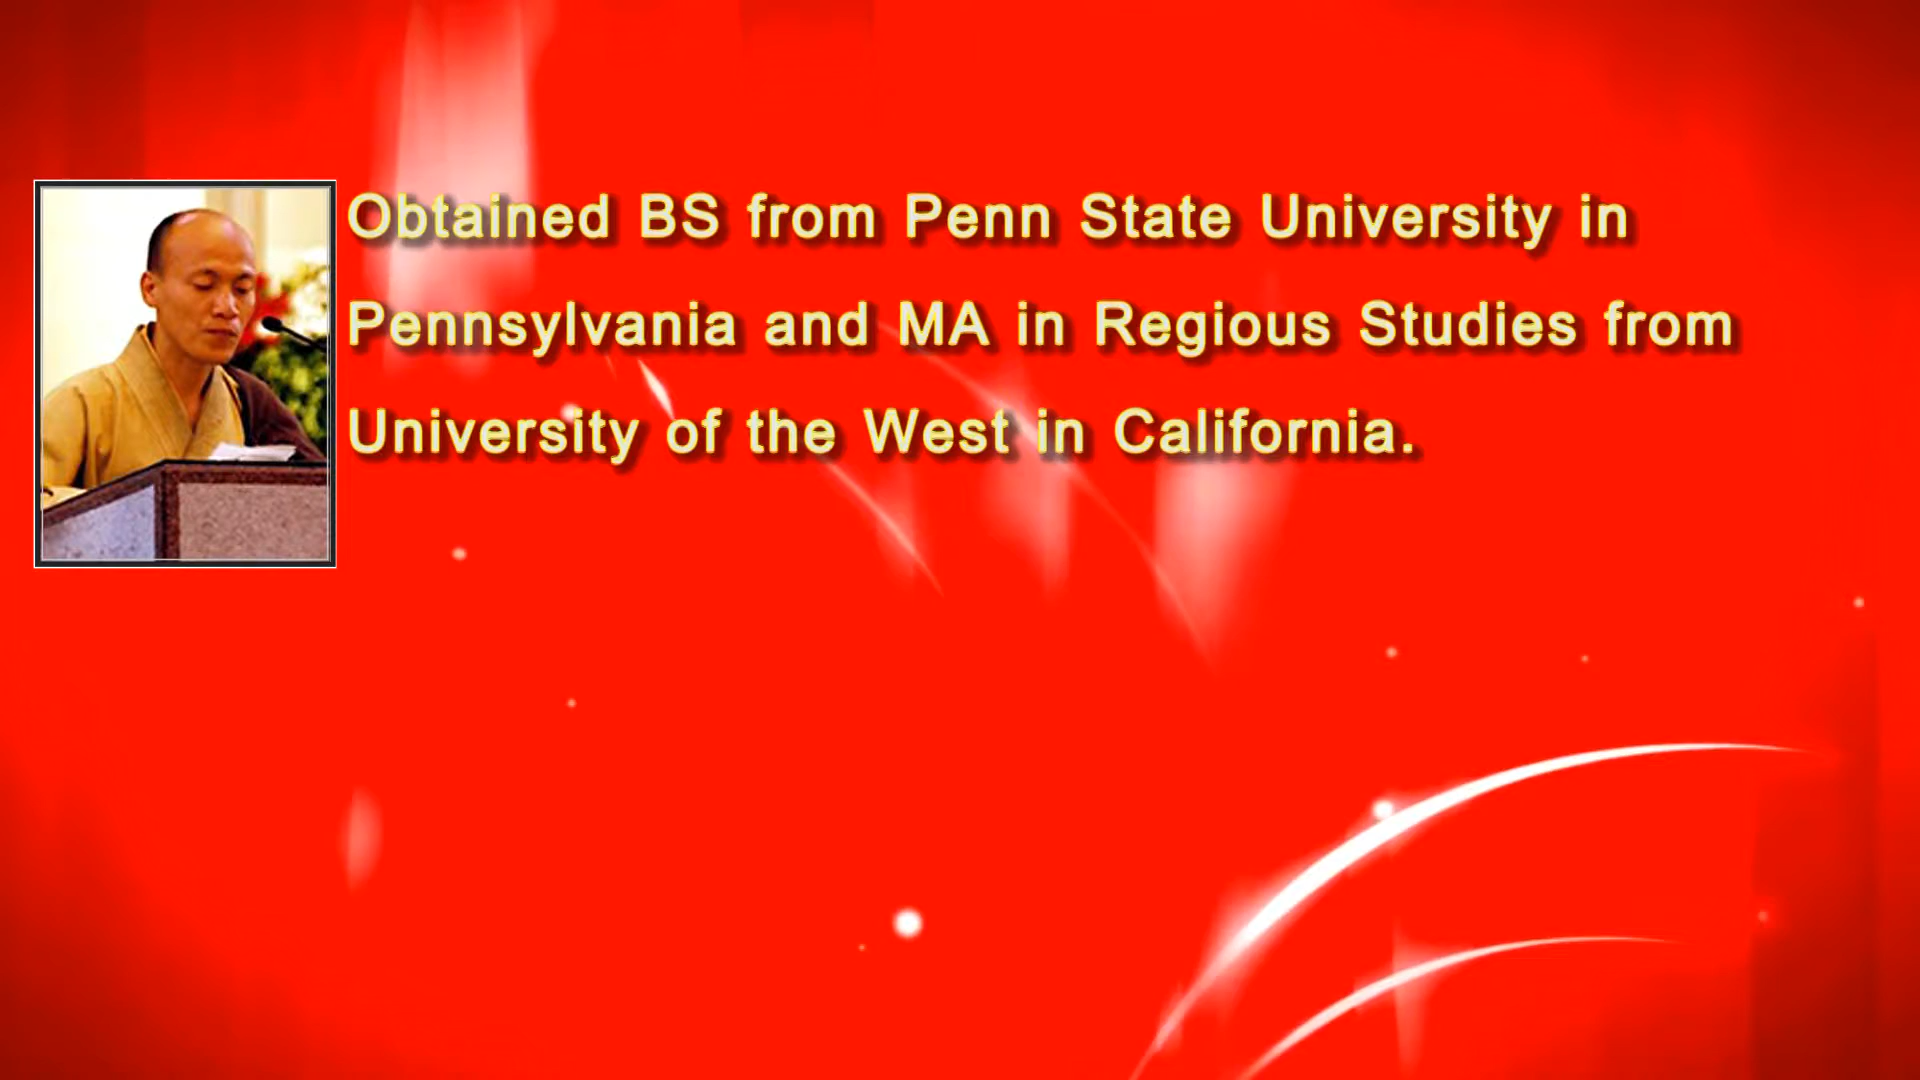 Obtained BS from Penn State University in
Pennsylvania and MA in Regious Studies from
University of the West in California.